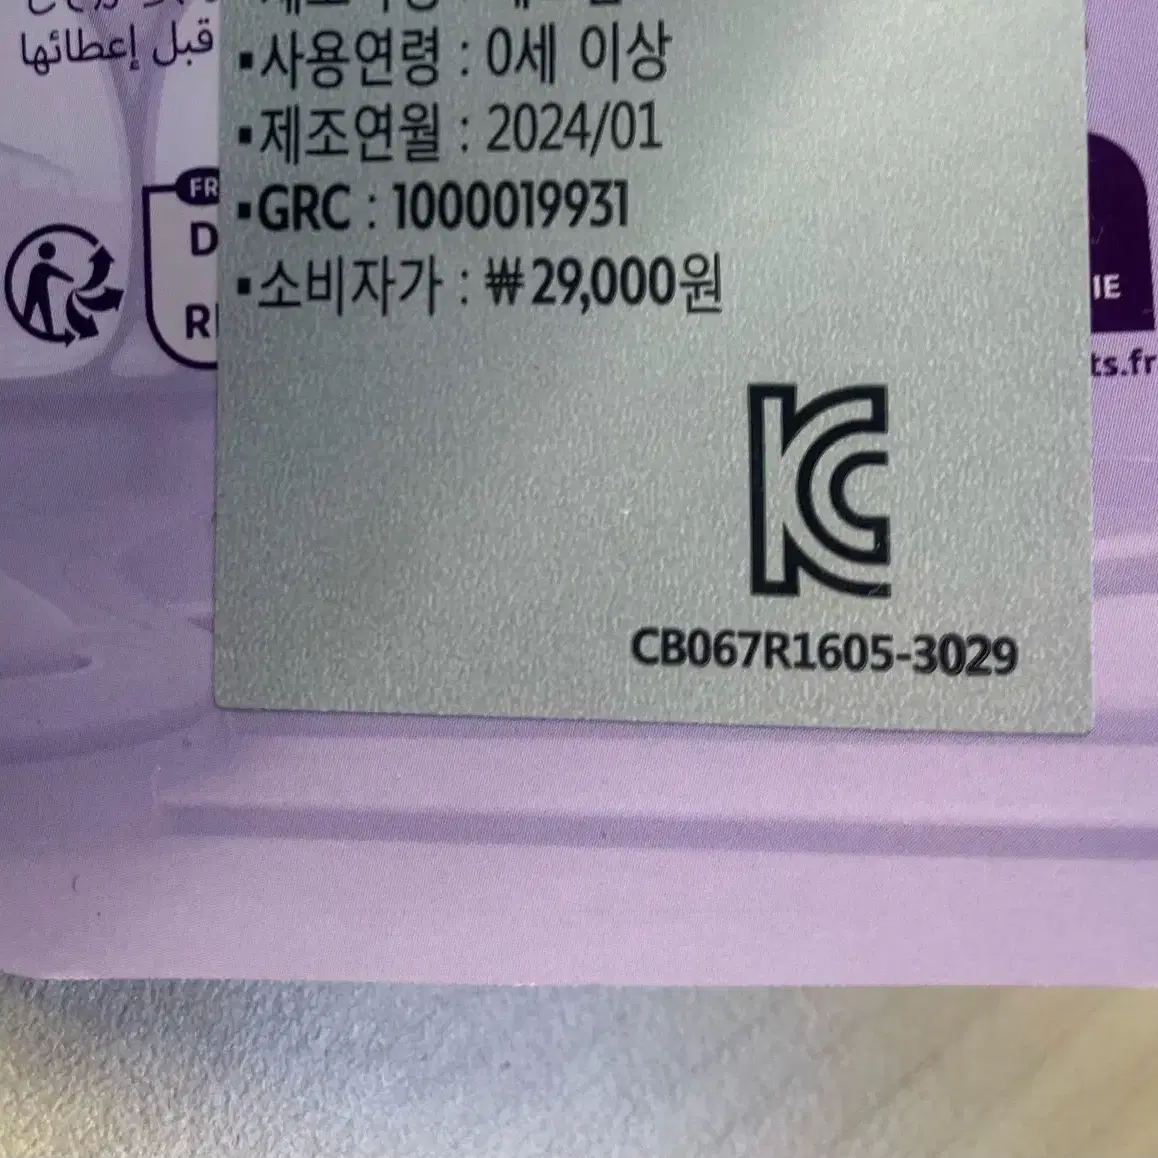 قبل إعطائها
▪사용연령 : 0세 이상
▪제조연월 : 2024/01
FR
▪GRC : 1000019931
D
▪소비자가 : ₩29,000원
IE
R
ts.fr
KC
CB067R1605-3029